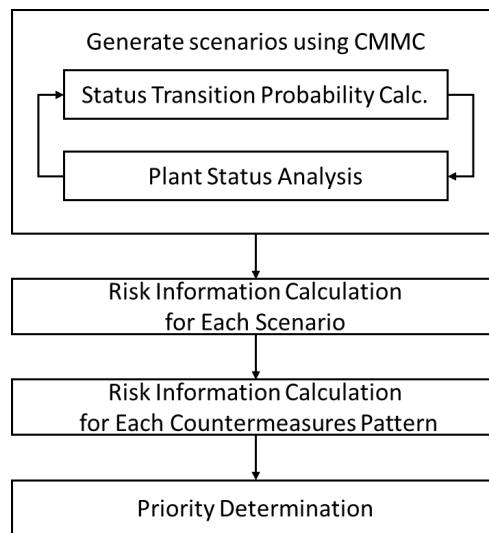 Generate scenarios using CMMC
Status Transition Probability Calc.
Plant Status Analysis
Risk Information Calculation
for Each Scenario
Risk Information Calculation
for Each Countermeasures Pattern
Priority Determination